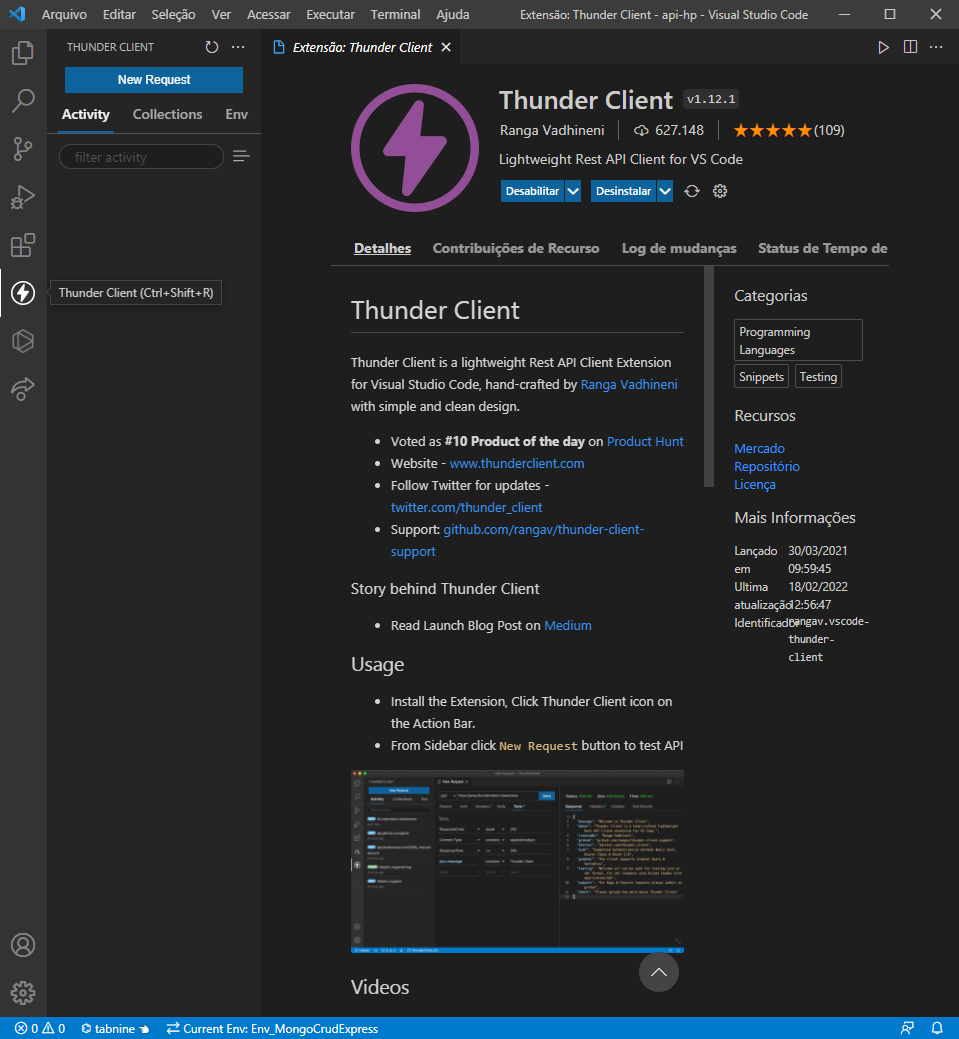 Arquivo Editar Seleção Ver Acessar Executar Terminal Ajuda Extensão: Thunder Client - api-hp - Visual Studio Code
THUNDER CLIENT
New Request
Activity Collections Env
filter activity
Thunder Client (Ctrl+Shift+R)
Extensão: Thunder Client
Thunder Client v1.12.1
Ranga Vadhineni 627.148 (109)
Lightweight Rest API Client for VS Code
Desabilitar Desinstalar
Detalhes Contribuições de Recurso Log de mudanças Status de Tempo de
Thunder Client
Thunder Client is a lightweight Rest API Client Extension
for Visual Studio Code, hand-crafted by Ranga Vadhineni
with simple and clean design.
• Voted as #10 Product of the day on Product Hunt
• Website - www.thunderclient.com
• Follow Twitter for updates -
twitter.com/thunder_client
• Support: github.com/rangav/thunder-client-
support
Story behind Thunder Client
• Read Launch Blog Post on Medium
Usage
• Install the Extension, Click Thunder Client icon on
the Action Bar.
• From Sidebar click New Request button to test API
New Request
Activity Collections Env
Videos
Categorias
Programming
Languages
Snippets Testing
Recursos
Mercado
Repositório
Licença
Mais Informações
Lançado 30/03/2021
em 09:59:45
Ultima 18/02/2022
atualização 12:56:47
Identificador rangav.vscode-
thunder-
client
0 0 tabnine Current Env: Env_MongoCrudExpress